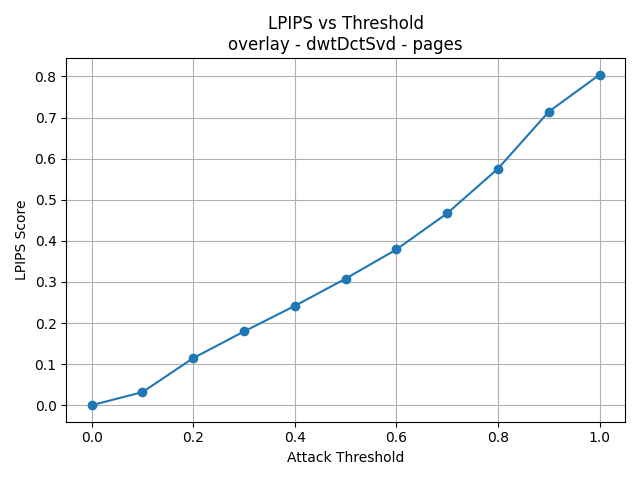 LPIPS vs Threshold
overlay - dwtDctSvd - pages
LPIPS Score
0.8
0.7
0.6
0.5
0.4
0.3
0.2
0.1
0.0
0.0 0.2 0.4 0.6 0.8 1.0
Attack Threshold